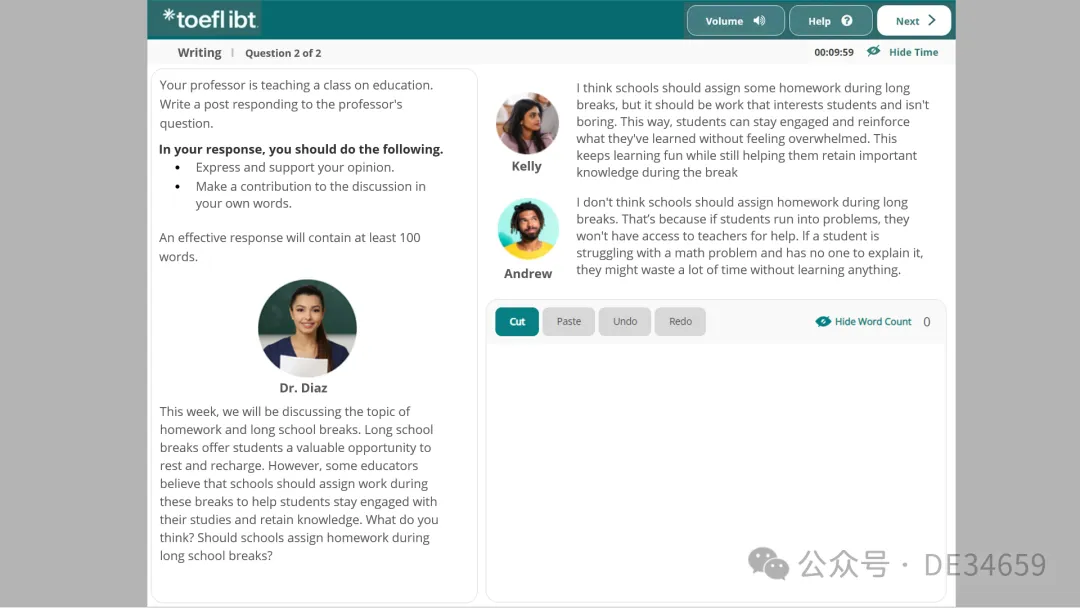 *toefl ibt.
Volume
Help
Next
Writing | Question 2 of 2
00:09:59
Hide Time
Your professor is teaching a class on education.
Write a post responding to the professor's
question.
In your response, you should do the following.
• Express and support your opinion.
• Make a contribution to the discussion in
your own words.
An effective response will contain at least 100
words.
Dr. Diaz
This week, we will be discussing the topic of
homework and long school breaks. Long school
breaks offer students a valuable opportunity to
rest and recharge. However, some educators
believe that schools should assign work during
these breaks to help students stay engaged with
their studies and retain knowledge. What do you
think? Should schools assign homework during
long school breaks?
I think schools should assign some homework during long
breaks, but it should be work that interests students and isn't
boring. This way, students can stay engaged and reinforce
what they've learned without feeling overwhelmed. This
keeps learning fun while still helping them retain important
knowledge during the break
Kelly
I don't think schools should assign homework during long
breaks. That's because if students run into problems, they
won't have access to teachers for help. If a student is
struggling with a math problem and has no one to explain it,
they might waste a lot of time without learning anything.
Andrew
Cut
Paste
Undo
Redo
Hide Word Count 0
公众号 · DE34659